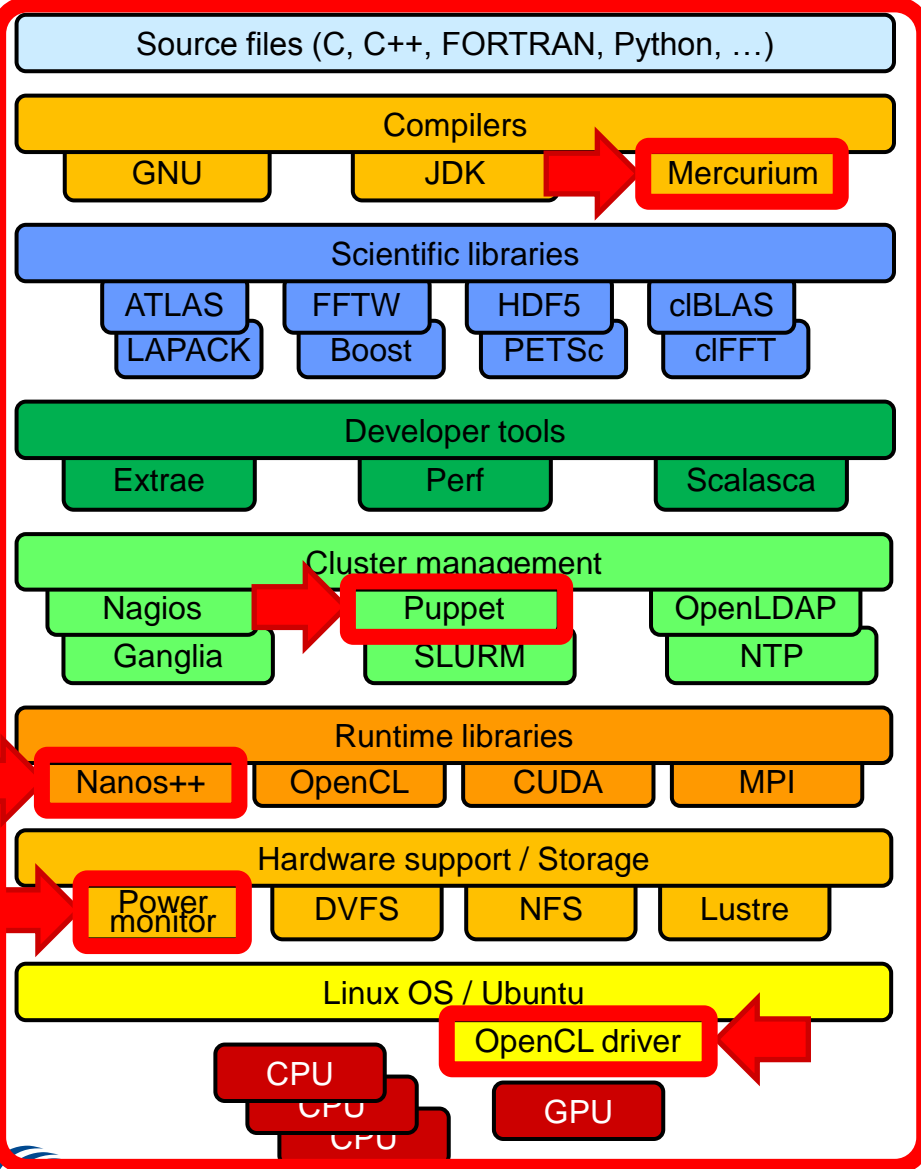 Source files (C, C++, FORTRAN, Python, …)
Compilers
GNU JDK Mercurium
Scientific libraries
ATLAS FFTW HDF5 clBLAS
LAPACK Boost PETSc clFFT
Developer tools
Extrae Perf Scalasca
Cluster management
Nagios Puppet OpenLDAP
Ganglia SLURM NTP
Runtime libraries
Nanos++ OpenCL CUDA MPI
Hardware support / Storage
Power
monitor DVFS NFS Lustre
Linux OS / Ubuntu
OpenCL driver
CPU
CPU GPU
CPU